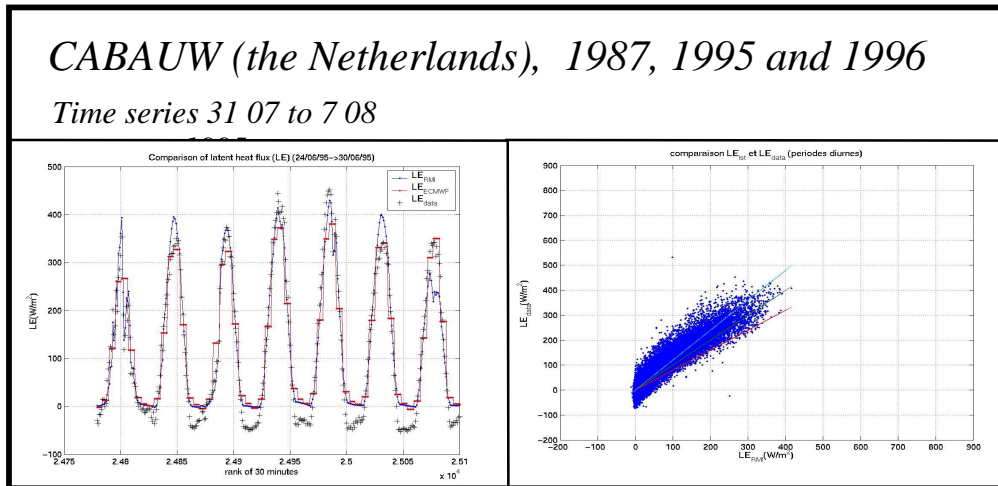 CABAUW (the Netherlands), 1987, 1995 and 1996
Time series 31 07 to 7 08
Comparison of latent heat flux (LE) (24/06/95->30/06/95)
500
400
300
200
100
0
-100
LE(W/m²)
LE_RMI
LE_ECMWF
LE_data
2.475 2.48 2.485 2.49 2.495 2.5 2.505 2.51
rank of 30 minutes
x 10⁴
comparaison LE_lst et LE_data (periodes diurnes)
900
800
700
600
500
400
300
200
100
0
-100
-200
LE_data(W/m²)
-200 -100 0 100 200 300 400 500 600 700 800 900
LE_RMI(W/m²)